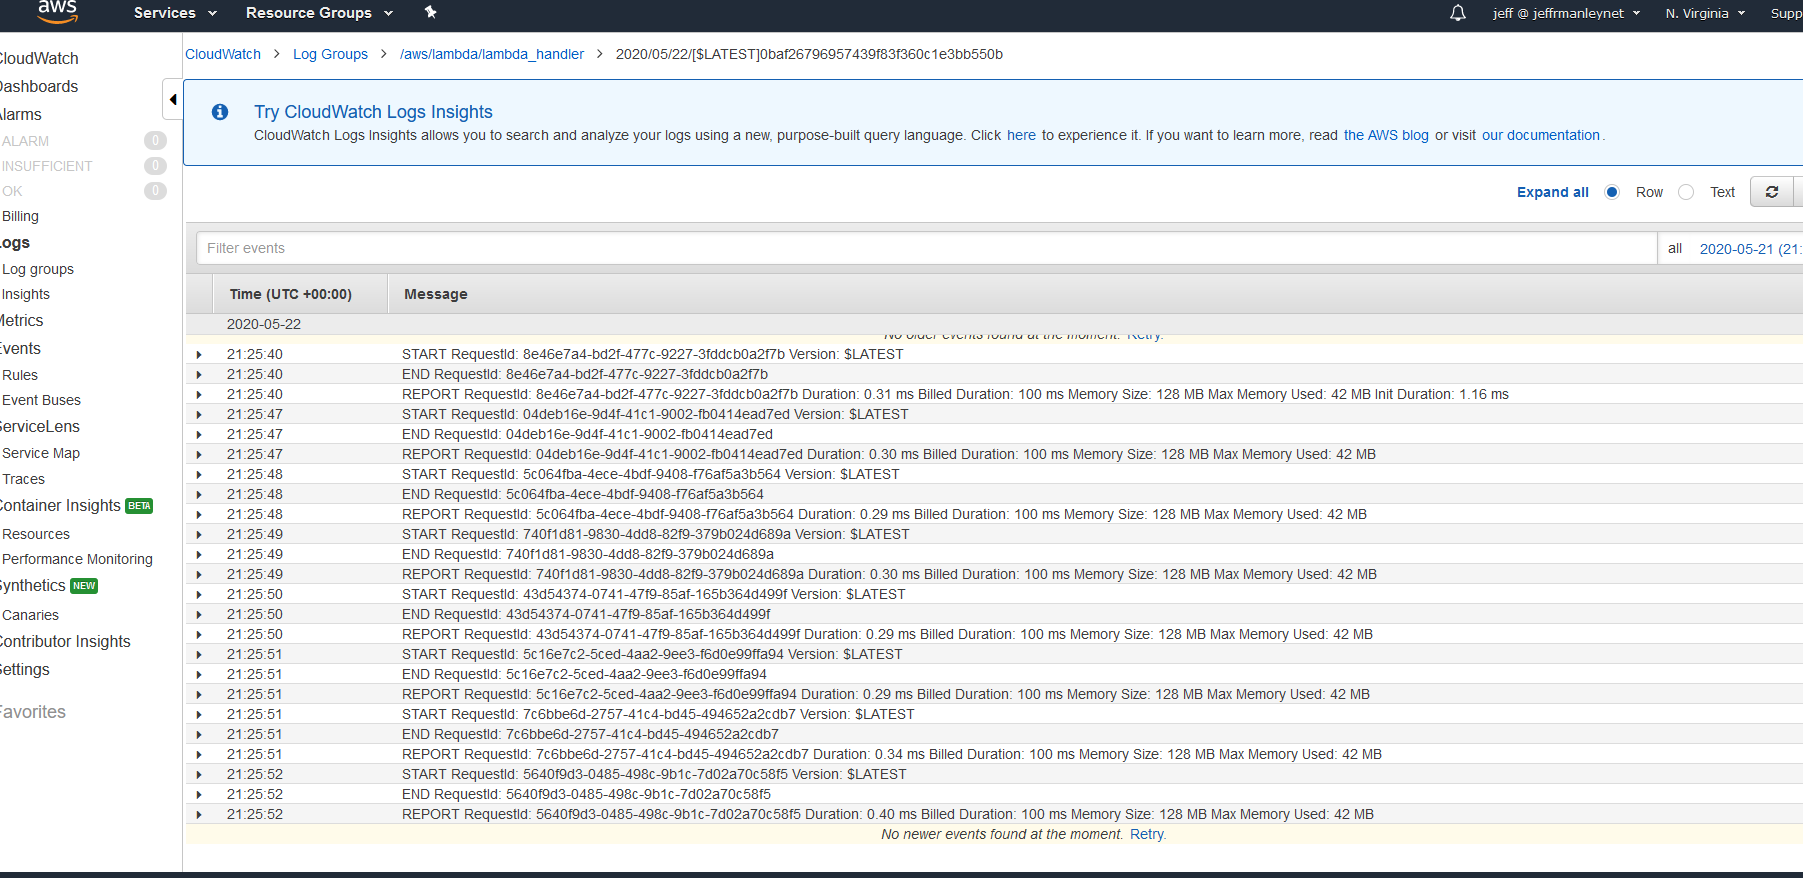 aws Services Resource Groups jeff @ jeffrmanleynet N. Virginia Supp
CloudWatch > Log Groups > /aws/lambda/lambda_handler > 2020/05/22/[$LATEST]0baf26796957439f83f360c1e3bb550b
loudWatch
ashboards
larms
ALARM 0
INSUFFICIENT 0
OK 0
Billing
ogs
Log groups
Insights
etrics
vents
Rules
Event Buses
erviceLens
Service Map
Traces
ontainer Insights BETA
Resources
Performance Monitoring
ynthetics NEW
Canaries
ontributor Insights
ettings
avorites
Try CloudWatch Logs Insights
CloudWatch Logs Insights allows you to search and analyze your logs using a new, purpose-built query language. Click here to experience it. If you want to learn more, read the AWS blog or visit our documentation.
Expand all Row Text
Filter events all 2020-05-21 (21:
Time (UTC +00:00) Message
2020-05-22
No older events found at the moment. Retry.
21:25:40 START RequestId: 8e46e7a4-bd2f-477c-9227-3fddcb0a2f7b Version: $LATEST
21:25:40 END RequestId: 8e46e7a4-bd2f-477c-9227-3fddcb0a2f7b
21:25:40 REPORT RequestId: 8e46e7a4-bd2f-477c-9227-3fddcb0a2f7b Duration: 0.31 ms Billed Duration: 100 ms Memory Size: 128 MB Max Memory Used: 42 MB Init Duration: 1.16 ms
21:25:47 START RequestId: 04deb16e-9d4f-41c1-9002-fb0414ead7ed Version: $LATEST
21:25:47 END RequestId: 04deb16e-9d4f-41c1-9002-fb0414ead7ed
21:25:47 REPORT RequestId: 04deb16e-9d4f-41c1-9002-fb0414ead7ed Duration: 0.30 ms Billed Duration: 100 ms Memory Size: 128 MB Max Memory Used: 42 MB
21:25:48 START RequestId: 5c064fba-4ece-4bdf-9408-f76af5a3b564 Version: $LATEST
21:25:48 END RequestId: 5c064fba-4ece-4bdf-9408-f76af5a3b564
21:25:48 REPORT RequestId: 5c064fba-4ece-4bdf-9408-f76af5a3b564 Duration: 0.29 ms Billed Duration: 100 ms Memory Size: 128 MB Max Memory Used: 42 MB
21:25:49 START RequestId: 740f1d81-9830-4dd8-82f9-379b024d689a Version: $LATEST
21:25:49 END RequestId: 740f1d81-9830-4dd8-82f9-379b024d689a
21:25:49 REPORT RequestId: 740f1d81-9830-4dd8-82f9-379b024d689a Duration: 0.30 ms Billed Duration: 100 ms Memory Size: 128 MB Max Memory Used: 42 MB
21:25:50 START RequestId: 43d54374-0741-47f9-85af-165b364d499f Version: $LATEST
21:25:50 END RequestId: 43d54374-0741-47f9-85af-165b364d499f
21:25:50 REPORT RequestId: 43d54374-0741-47f9-85af-165b364d499f Duration: 0.29 ms Billed Duration: 100 ms Memory Size: 128 MB Max Memory Used: 42 MB
21:25:51 START RequestId: 5c16e7c2-5ced-4aa2-9ee3-f6d0e99ffa94 Version: $LATEST
21:25:51 END RequestId: 5c16e7c2-5ced-4aa2-9ee3-f6d0e99ffa94
21:25:51 REPORT RequestId: 5c16e7c2-5ced-4aa2-9ee3-f6d0e99ffa94 Duration: 0.29 ms Billed Duration: 100 ms Memory Size: 128 MB Max Memory Used: 42 MB
21:25:51 START RequestId: 7c6bbe6d-2757-41c4-bd45-494652a2cdb7 Version: $LATEST
21:25:51 END RequestId: 7c6bbe6d-2757-41c4-bd45-494652a2cdb7
21:25:51 REPORT RequestId: 7c6bbe6d-2757-41c4-bd45-494652a2cdb7 Duration: 0.34 ms Billed Duration: 100 ms Memory Size: 128 MB Max Memory Used: 42 MB
21:25:52 START RequestId: 5640f9d3-0485-498c-9b1c-7d02a70c58f5 Version: $LATEST
21:25:52 END RequestId: 5640f9d3-0485-498c-9b1c-7d02a70c58f5
21:25:52 REPORT RequestId: 5640f9d3-0485-498c-9b1c-7d02a70c58f5 Duration: 0.40 ms Billed Duration: 100 ms Memory Size: 128 MB Max Memory Used: 42 MB
No newer events found at the moment. Retry.